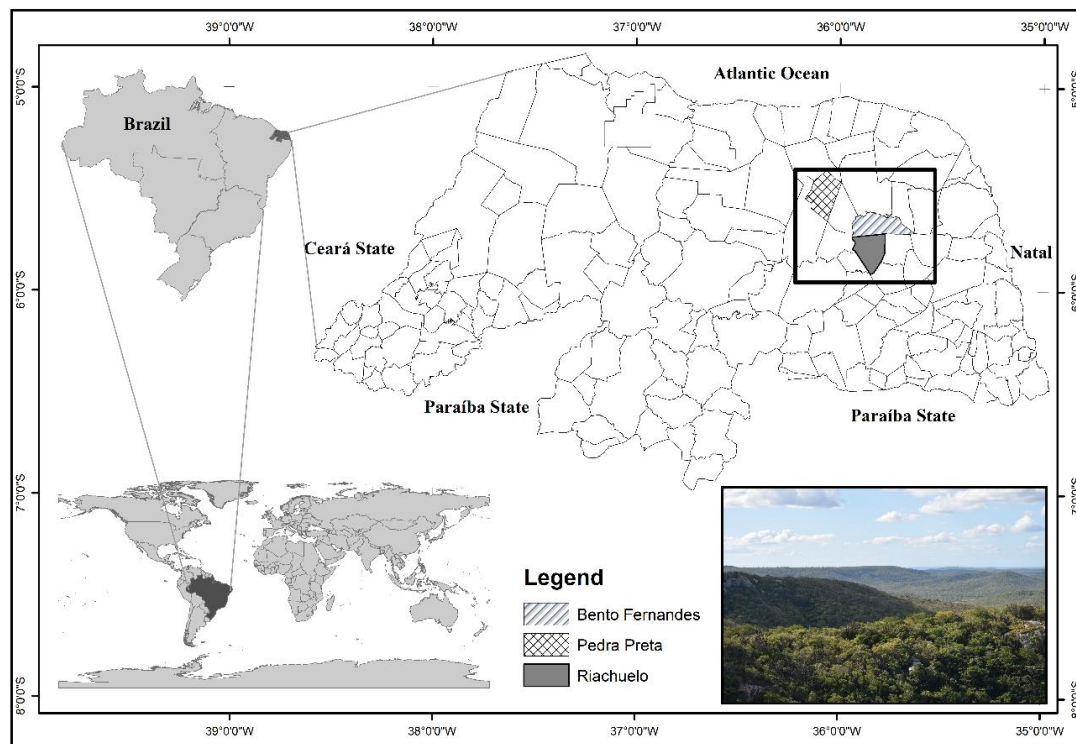 39°0'0"W
38°0'0"W
37°0'0"W
36°0'0"W
35°0'0"W
5°0'0"S
5°0'0"S
Atlantic Ocean
Brazil
Ceará State
Natal
6°0'0"S
6°0'0"S
Paraíba State
Paraíba State
7°0'0"S
7°0'0"S
Legend
Bento Fernandes
Pedra Preta
Riachuelo
8°0'0"S
8°0'0"S
39°0'0"W
38°0'0"W
37°0'0"W
36°0'0"W
35°0'0"W